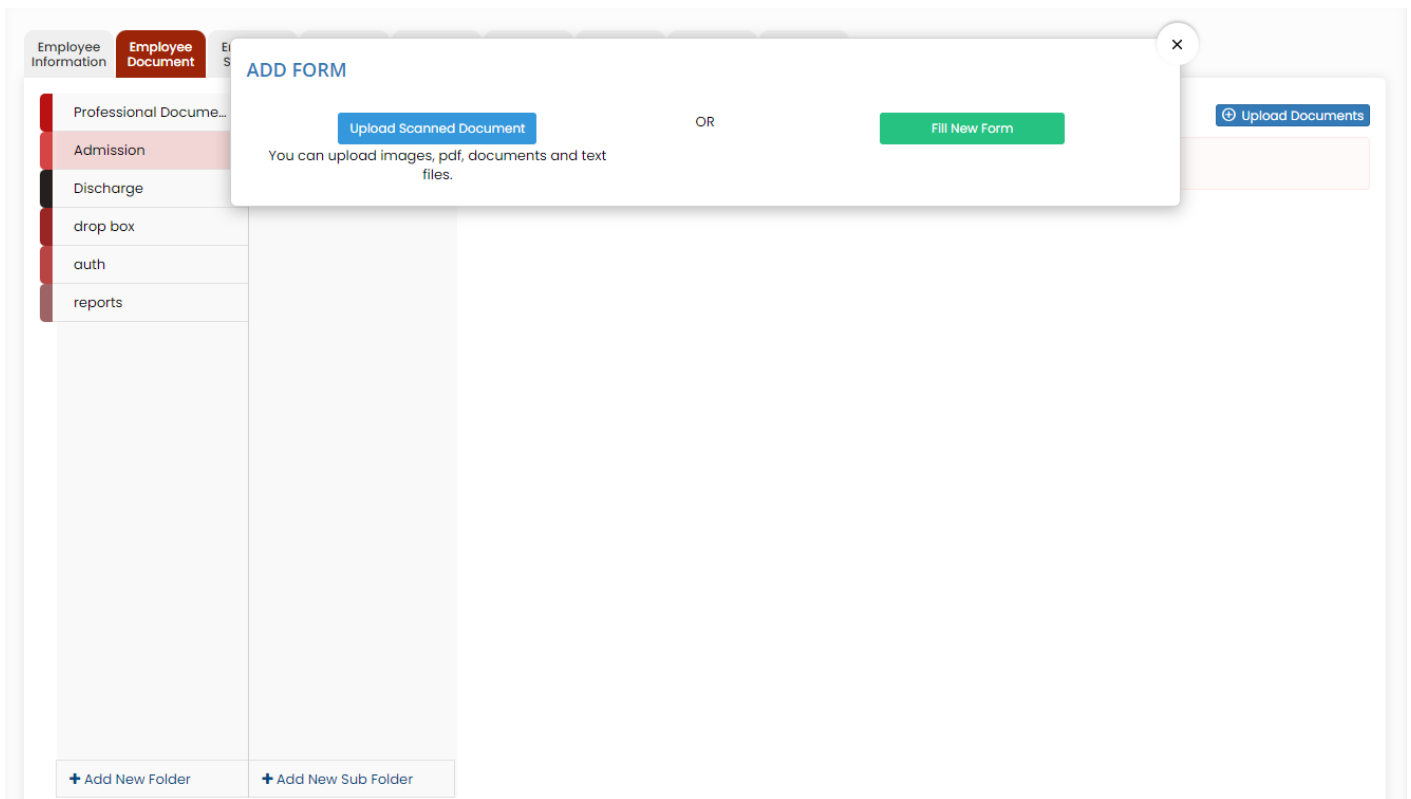 Employee
Information
Employee
Document
ADD FORM
Upload Scanned Document
You can upload images, pdf, documents and text
files.
OR
Fill New Form
Professional Docume...
Admission
Discharge
drop box
auth
reports
Upload Documents
Add New Folder
Add New Sub Folder